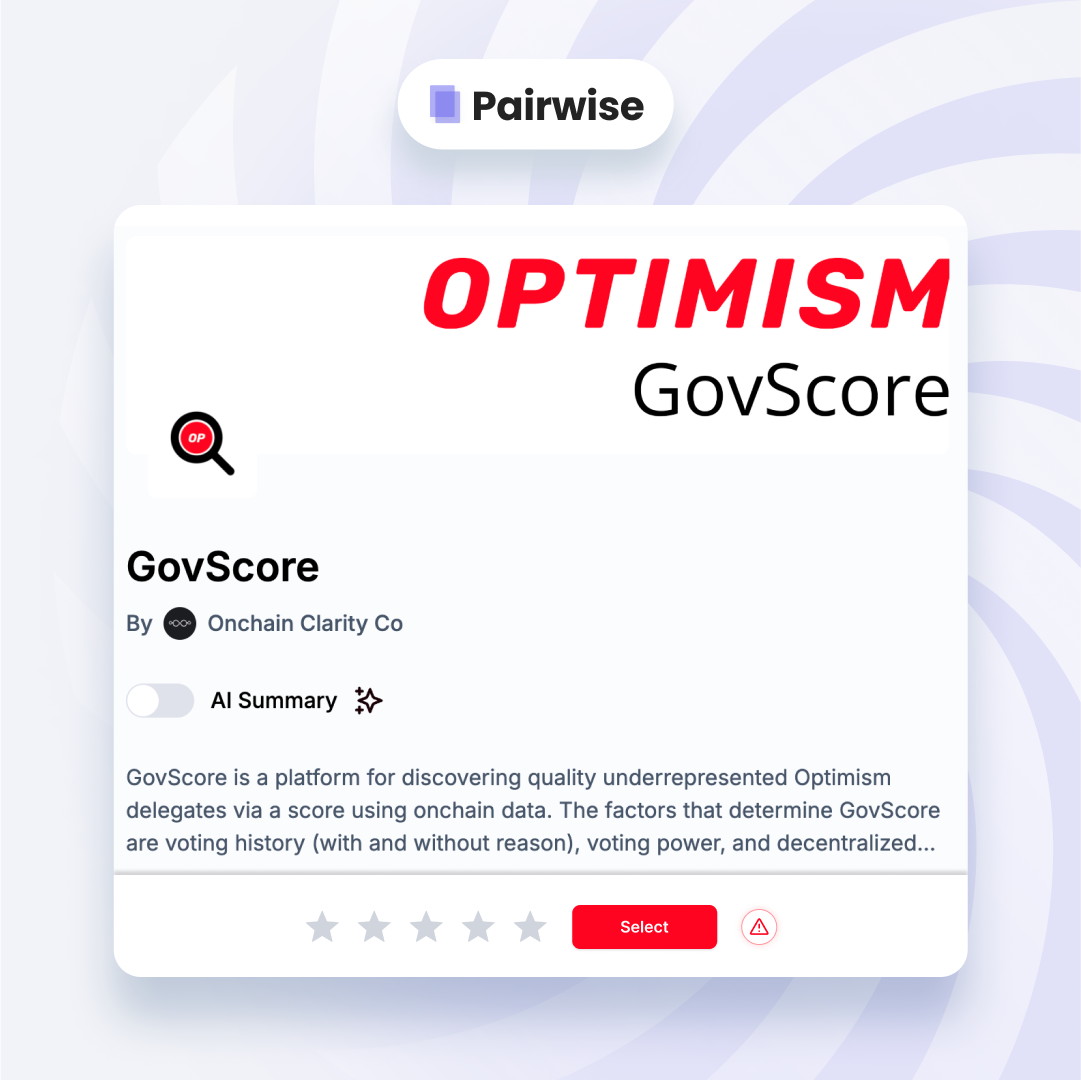 Pairwise
OPTIMISM
GovScore
OP
GovScore
By Onchain Clarity Co
AI Summary
GovScore is a platform for discovering quality underrepresented Optimism
delegates via a score using onchain data. The factors that determine GovScore
are voting history (with and without reason), voting power, and decentralized...
Select